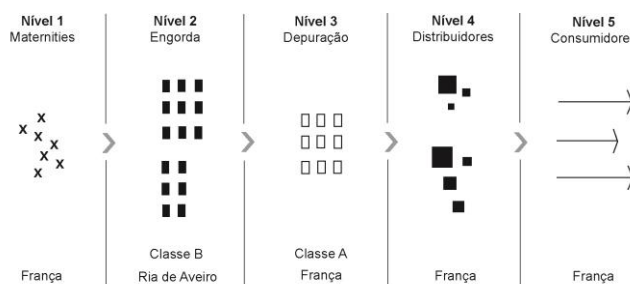 Nível 1
Maternities
Nível 2
Engorda
Nível 3
Depuração
Nível 4
Distribuidores
Nível 5
Consumidore
x
x
x
x
x
x
x
Classe B
Classe A
França
Ria de Aveiro
França
França
França